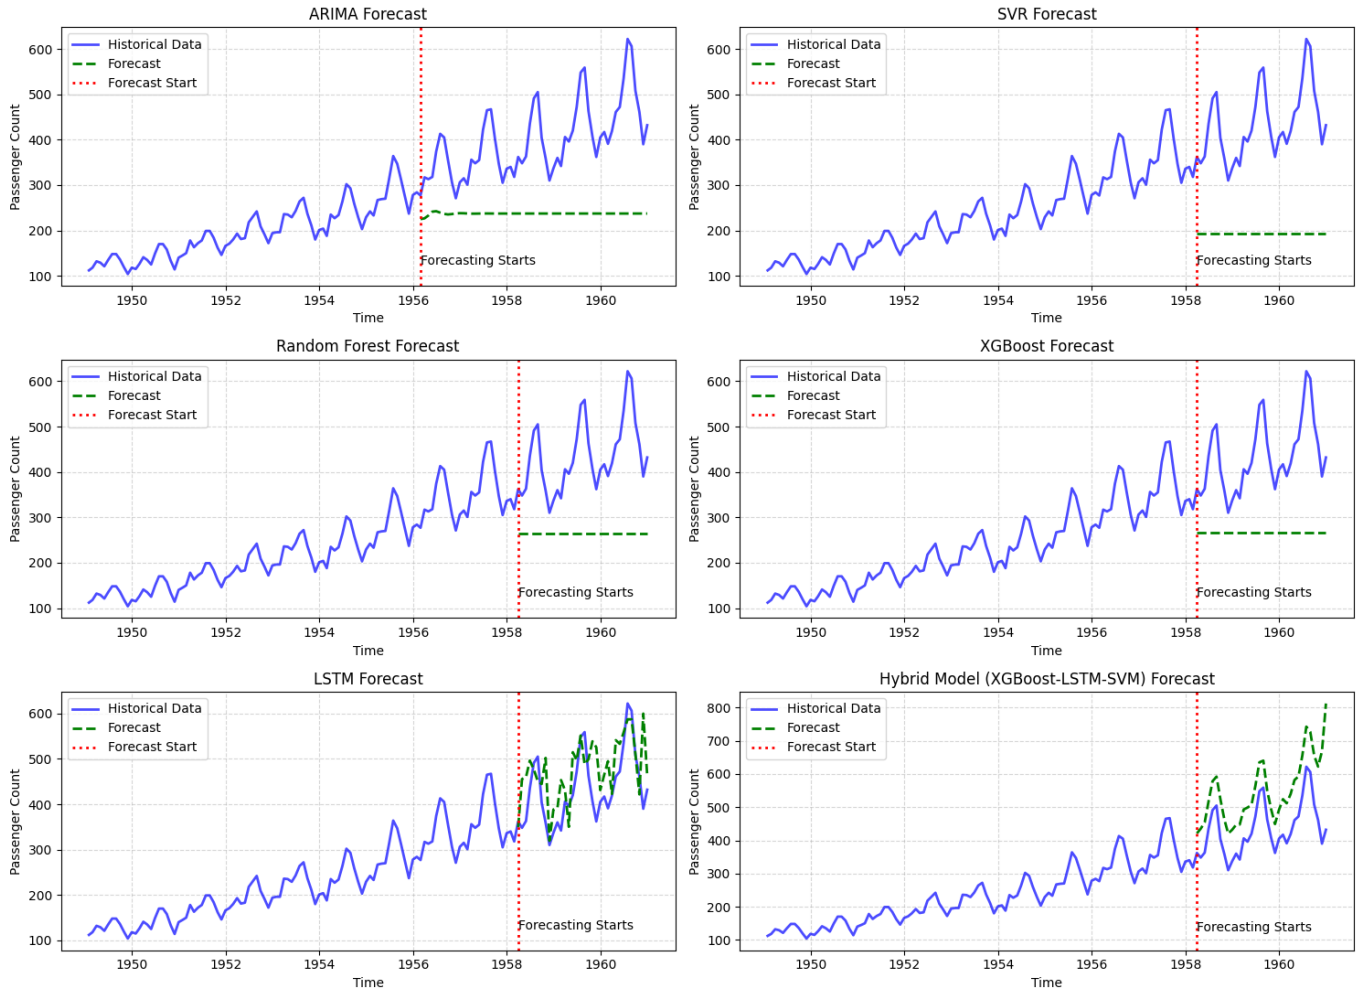 ARIMA Forecast
Passenger Count
600
500
400
300
200
100
Historical Data
Forecast
Forecast Start
Forecasting Starts
1950 1952 1954 1956 1958 1960
Time
SVR Forecast
Passenger Count
600
500
400
300
200
100
Historical Data
Forecast
Forecast Start
Forecasting Starts
1950 1952 1954 1956 1958 1960
Time
Random Forest Forecast
Passenger Count
600
500
400
300
200
100
Historical Data
Forecast
Forecast Start
Forecasting Starts
1950 1952 1954 1956 1958 1960
Time
XGBoost Forecast
Passenger Count
600
500
400
300
200
100
Historical Data
Forecast
Forecast Start
Forecasting Starts
1950 1952 1954 1956 1958 1960
Time
LSTM Forecast
Passenger Count
600
500
400
300
200
100
Historical Data
Forecast
Forecast Start
Forecasting Starts
1950 1952 1954 1956 1958 1960
Time
Hybrid Model (XGBoost-LSTM-SVM) Forecast
Passenger Count
800
700
600
500
400
300
200
100
Historical Data
Forecast
Forecast Start
Forecasting Starts
1950 1952 1954 1956 1958 1960
Time